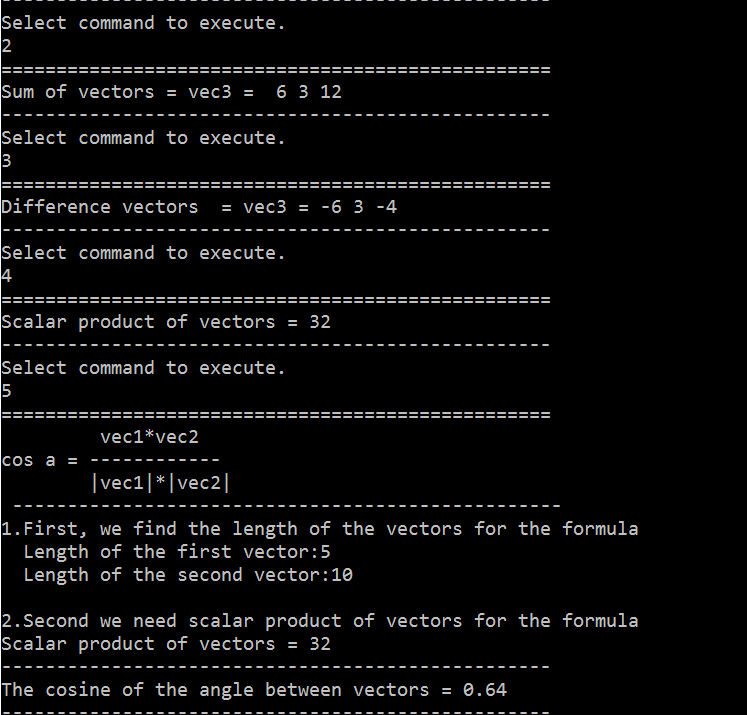 --------------------------------------------------
Select command to execute.
2
==================================================
Sum of vectors = vec3 =  6 3 12
--------------------------------------------------
Select command to execute.
3
==================================================
Difference vectors  = vec3 = -6 3 -4
--------------------------------------------------
Select command to execute.
4
==================================================
Scalar product of vectors = 32
--------------------------------------------------
Select command to execute.
5
==================================================
         vec1*vec2
cos a = ------------
        |vec1|*|vec2|
 --------------------------------------------------
1.First, we find the length of the vectors for the formula
  Length of the first vector:5
  Length of the second vector:10

2.Second we need scalar product of vectors for the formula
Scalar product of vectors = 32
--------------------------------------------------
The cosine of the angle between vectors = 0.64
--------------------------------------------------